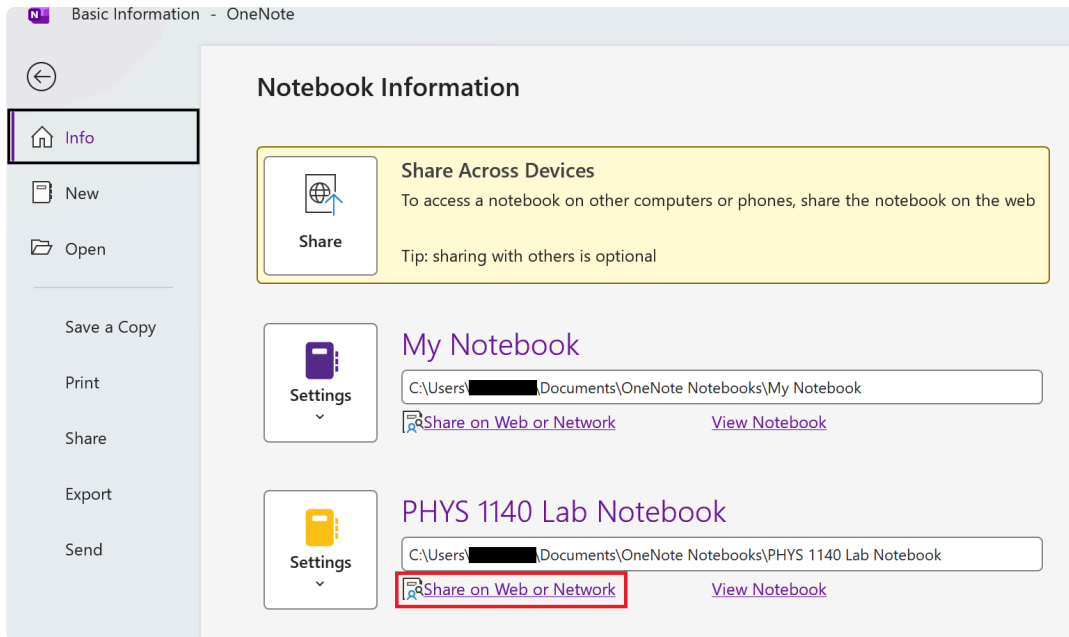 Basic Information - OneNote
Info
New
Open
Save a Copy
Print
Share
Export
Send
Notebook Information
Share
Share Across Devices
To access a notebook on other computers or phones, share the notebook on the web
Tip: sharing with others is optional
Settings
My Notebook
C:\Users\ \Documents\OneNote Notebooks\My Notebook
Share on Web or Network View Notebook
Settings
PHYS 1140 Lab Notebook
C:\Users\ \Documents\OneNote Notebooks\PHYS 1140 Lab Notebook
Share on Web or Network View Notebook